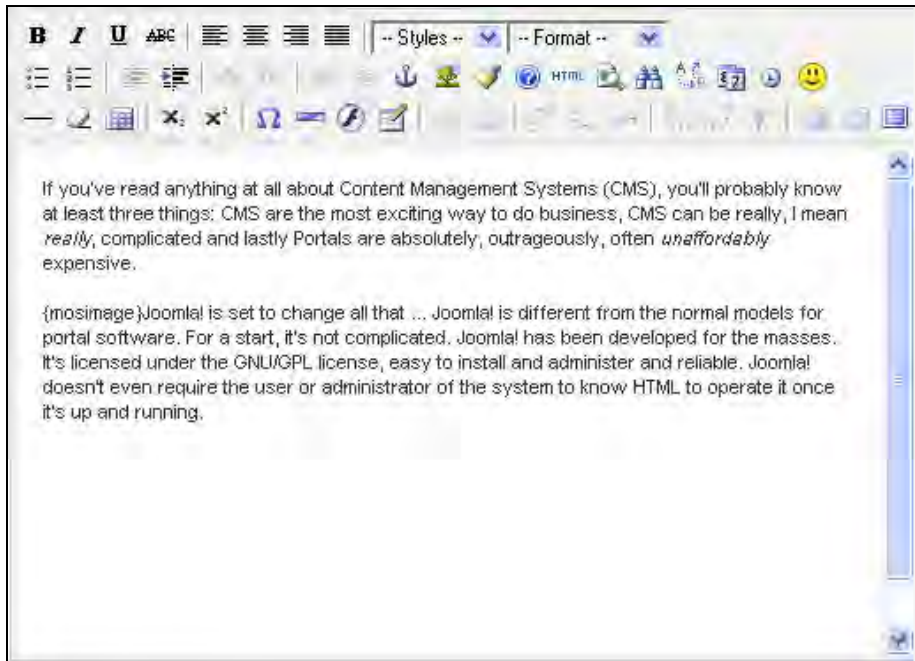 B I U ABC -- Styles -- -- Format --
HTML
If you've read anything at all about Content Management Systems (CMS), you'll probably know
at least three things: CMS are the most exciting way to do business, CMS can be really, I mean
really, complicated and lastly Portals are absolutely, outrageously, often unaffordably
expensive.
{mosimage}Joomla! is set to change all that ... Joomla! is different from the normal models for
portal software. For a start, it's not complicated. Joomla! has been developed for the masses.
It's licensed under the GNU/GPL license, easy to install and administer and reliable. Joomla!
doesn't even require the user or administrator of the system to know HTML to operate it once
it's up and running.